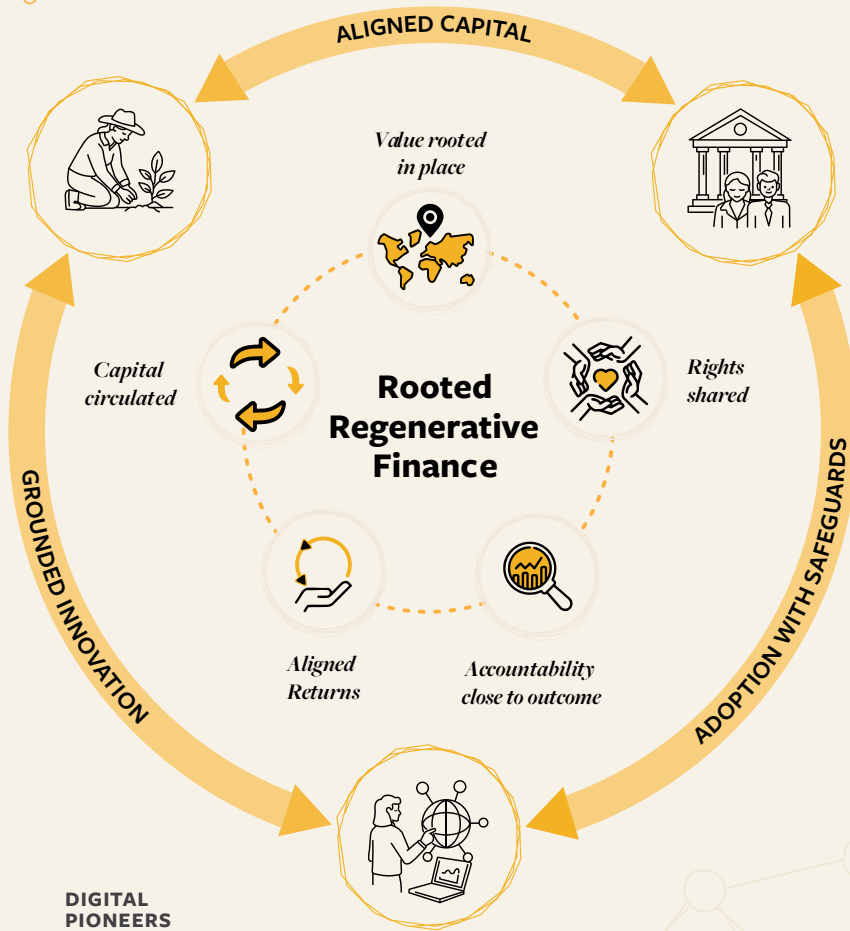 ALIGNED CAPITAL
Value rooted
in place
Capital
circulated
Rooted
Regenerative
Finance
Rights
shared
GROUNDED INNOVATION
ADOPTION WITH SAFEGUARDS
Aligned
Returns
Accountability
close to outcome
DIGITAL
PIONEERS